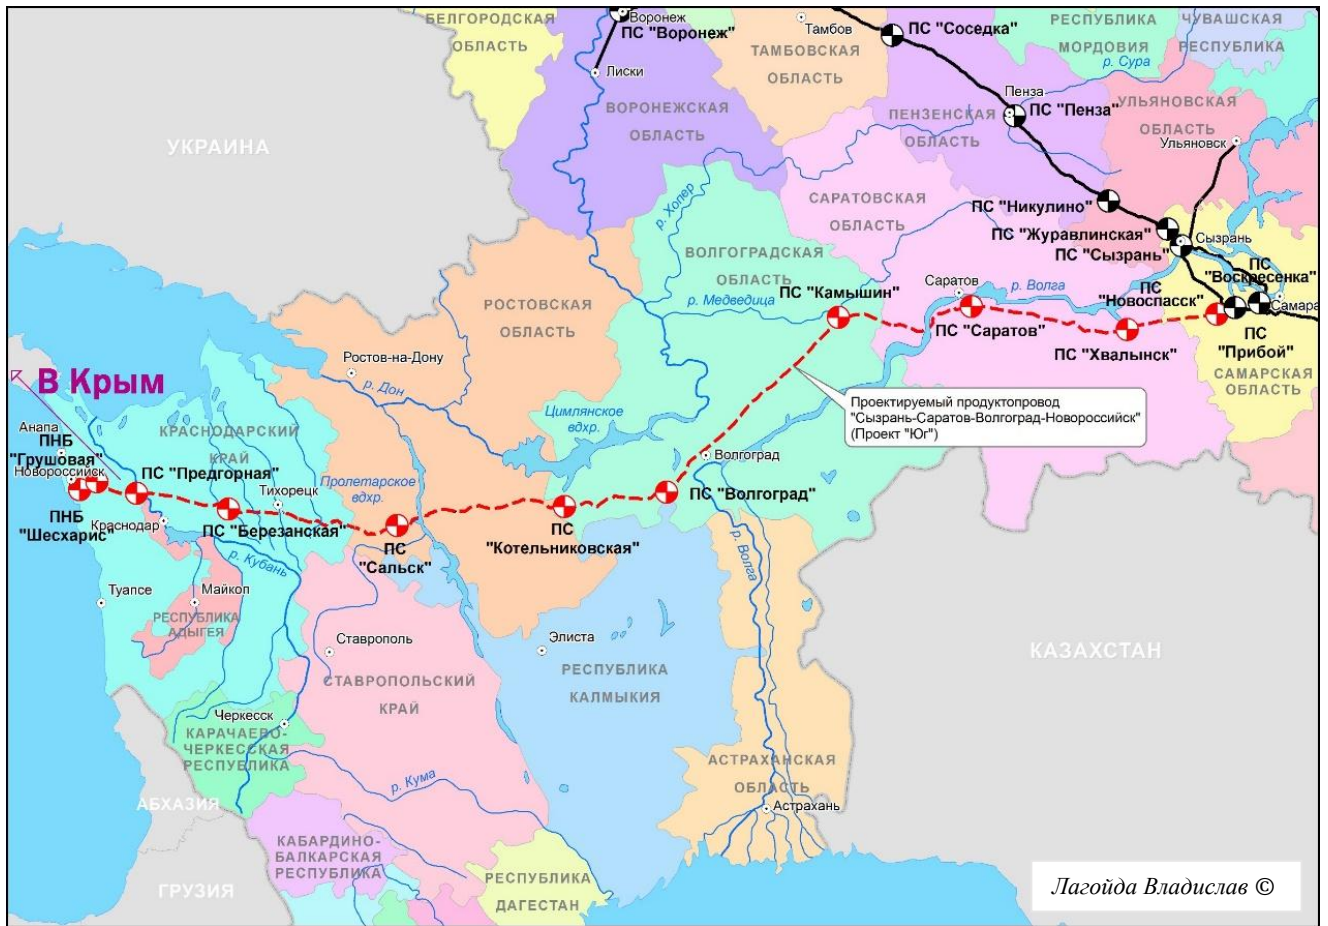 БЕЛГОРОДСКАЯ
ОБЛАСТЬ
Воронеж
ПС "Воронеж"
Лиски
ВОРОНЕЖСКАЯ
ОБЛАСТЬ
Тамбов
ТАМБОВСКАЯ
ОБЛАСТЬ
ПС "Соседка"
РЕСПУБЛИКА
МОРДОВИЯ
ЧУВАШСКАЯ
РЕСПУБЛИКА
р. Сура
Пенза
ПС "Пенза"
ПЕНЗЕНСКАЯ
ОБЛАСТЬ
УЛЬЯНОВСКАЯ
ОБЛАСТЬ
Ульяновск
УКРАИНА
САРАТОВСКАЯ
ОБЛАСТЬ
р. Хопер
ПС "Никулино"
ПС "Журавлинская"
ПС "Сызрань"
Сызрань
ПС
"Воскресенка"
ПС
"Новоспасск"
Самара
ПС
"Прибой"
САМАРСКАЯ
ОБЛАСТЬ
ВОЛГОГРАДСКАЯ
ОБЛАСТЬ
р. Медведица
ПС "Камышин"
Саратов
р. Волга
ПС "Саратов"
ПС "Хвалынск"
РОСТОВСКАЯ
ОБЛАСТЬ
Ростов-на-Дону
р. Дон
Цимлянское
вдхр.
Проектируемый продуктопровод
"Сызрань-Саратов-Волгоград-Новороссийск"
(Проект "Юг")
В Крым
Анапа
ПНБ
"Грушовая"
Новороссийск
КРАСНОДАРСКИЙ
КРАЙ
ПС "Предгорная"
Тихорецк
Пролетарское
вдхр.
Волгоград
ПС "Волгоград"
ПНБ
"Шесхарис"
Краснодар
ПС "Березанская"
ПС
"Сальск"
ПС
"Котельниковская"
р. Кубань
р. Волга
Туапсе
Майкоп
РЕСПУБЛИКА
АДЫГЕЯ
Ставрополь
СТАВРОПОЛЬСКИЙ
КРАЙ
Элиста
РЕСПУБЛИКА
КАЛМЫКИЯ
КАЗАХСТАН
Черкесск
КАРАЧАЕВО-
ЧЕРКЕССКАЯ
РЕСПУБЛИКА
р. Кума
АСТРАХАНСКАЯ
ОБЛАСТЬ
Астрахань
АБХАЗИЯ
КАБАРДИНО-
БАЛКАРСКАЯ
РЕСПУБЛИКА
ГРУЗИЯ
РЕСПУБЛИКА
ДАГЕСТАН
Лагойда Владислав ©